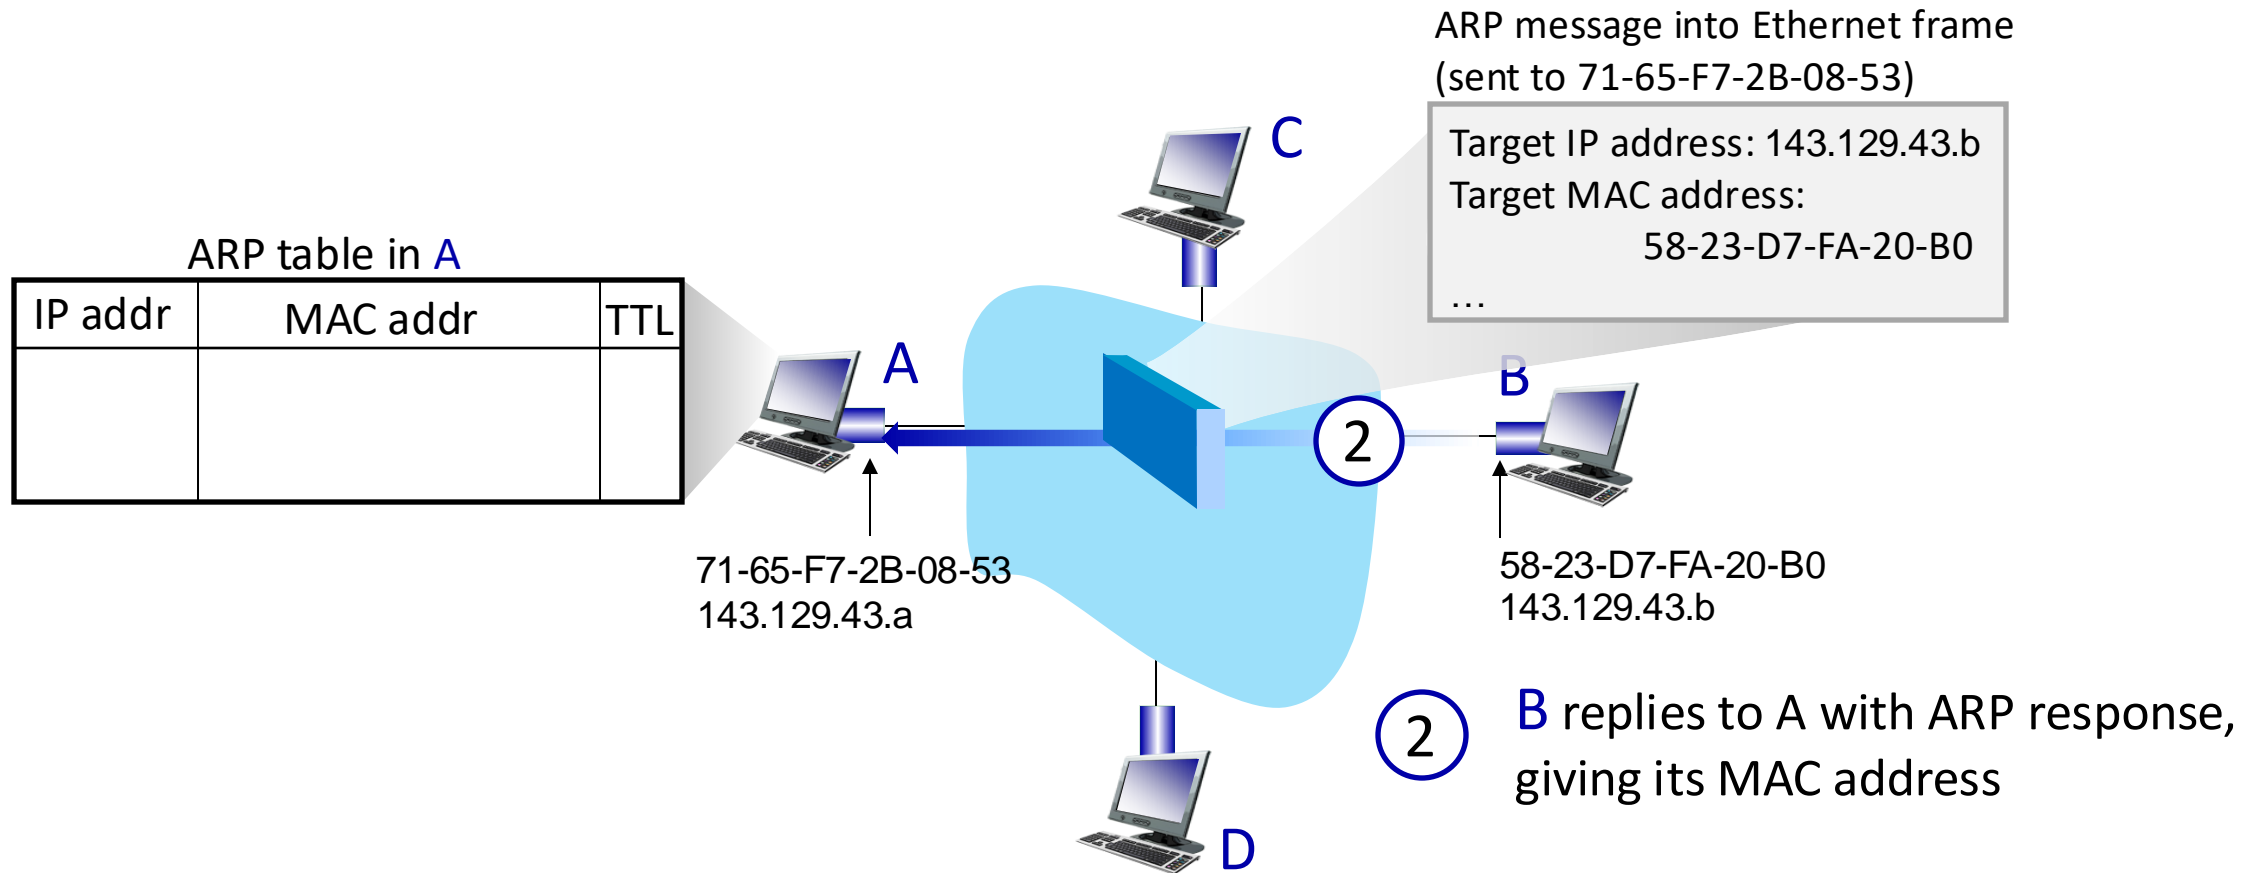 ARP message into Ethernet frame
(sent to 71-65-F7-2B-08-53)
Target IP address: 143.129.43.b
Target MAC address:
58-23-D7-FA-20-B0
...
C
ARP table in A
IP addr MAC addr TTL
A
B
2
71-65-F7-2B-08-53
143.129.43.a
58-23-D7-FA-20-B0
143.129.43.b
2 B replies to A with ARP response,
giving its MAC address
D